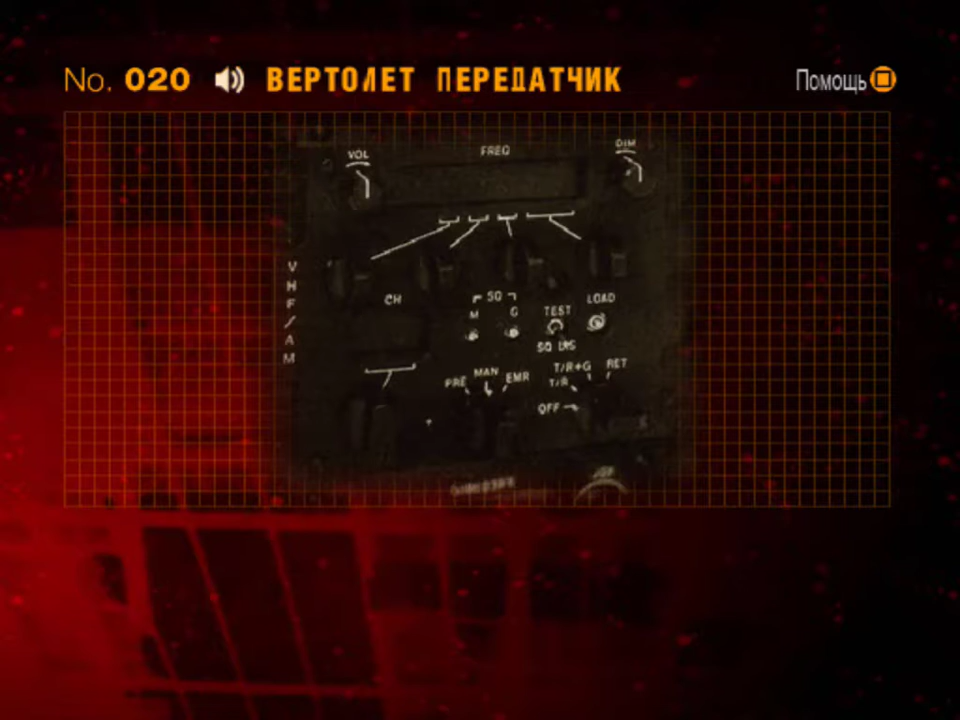 No. 020 ВЕРТОЛЕТ ПЕРЕДАТЧИК Помощь
VOL FREQ DIM
VHF/AM
CH SQ LOAD
M G TEST
SQ DIS
PRE MAN EMR T/R+G RET
T/R
OFF